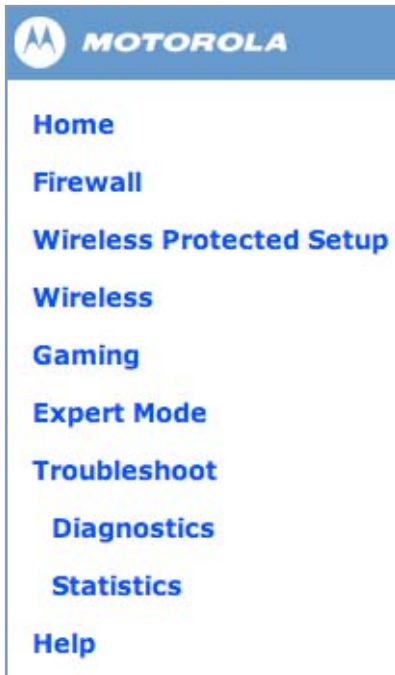 MOTOROLA
Home
Firewall
Wireless Protected Setup
Wireless
Gaming
Expert Mode
Troubleshoot
Diagnostics
Statistics
Help